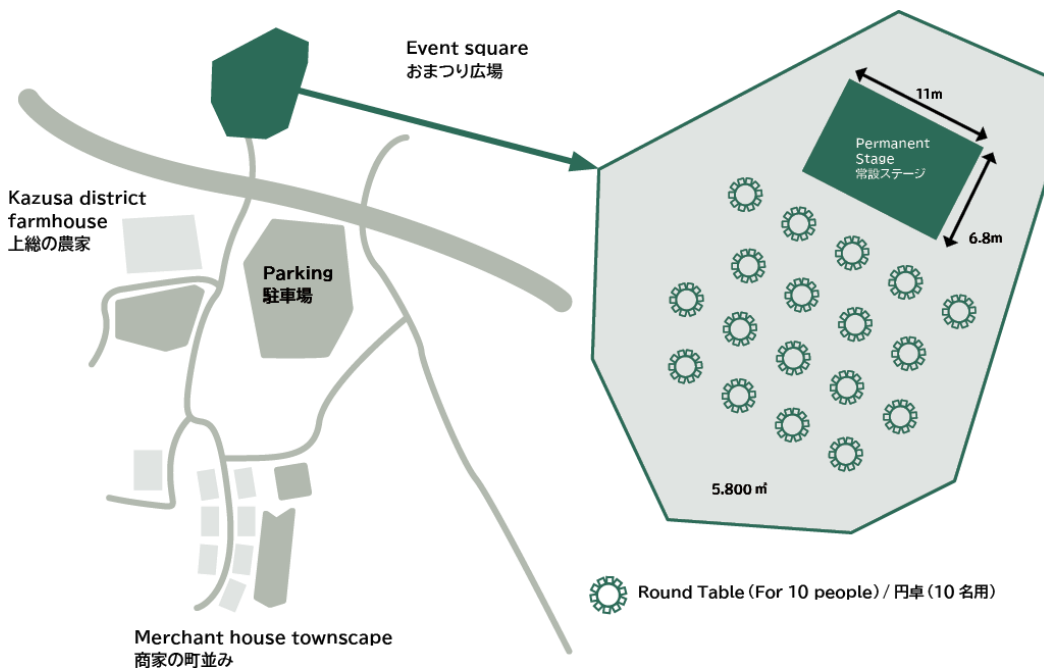 Event square
おまつり広場
11m
Permanent
Stage
常設ステージ
6.8m
Kazusa district
farmhouse
上総の農家
Parking
駐車場
5.800㎡
Round Table (For 10 people) / 円卓 (10 名用)
Merchant house townscape
商家の町並み